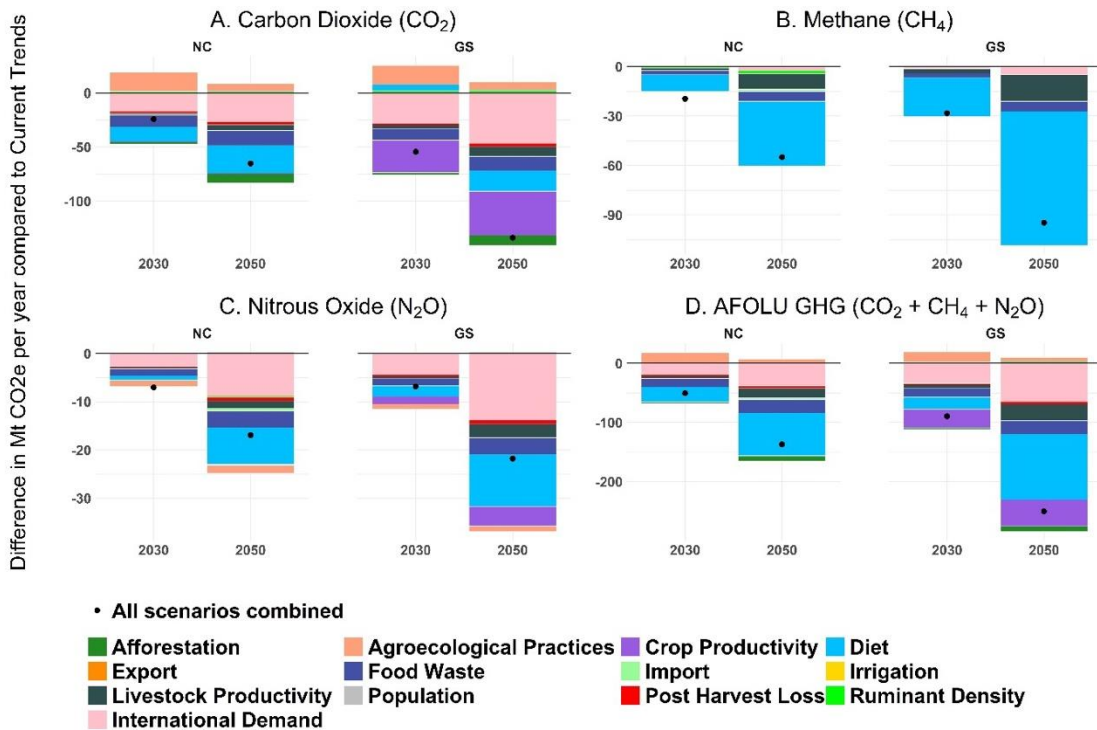 Difference in Mt CO2e per year compared to Current Trends
A. Carbon Dioxide (CO₂)
NC
GS
0
-50
-100
2030
2050
2030
2050
B. Methane (CH₄)
NC
GS
0
-30
-60
-90
2030
2050
2030
2050
C. Nitrous Oxide (N₂O)
NC
GS
0
-10
-20
-30
2030
2050
2030
2050
D. AFOLU GHG (CO₂ + CH₄ + N₂O)
NC
GS
0
-100
-200
2030
2050
2030
2050
• All scenarios combined
Afforestation
Agroecological Practices
Crop Productivity
Diet
Export
Food Waste
Import
Irrigation
Livestock Productivity
Population
Post Harvest Loss
Ruminant Density
International Demand